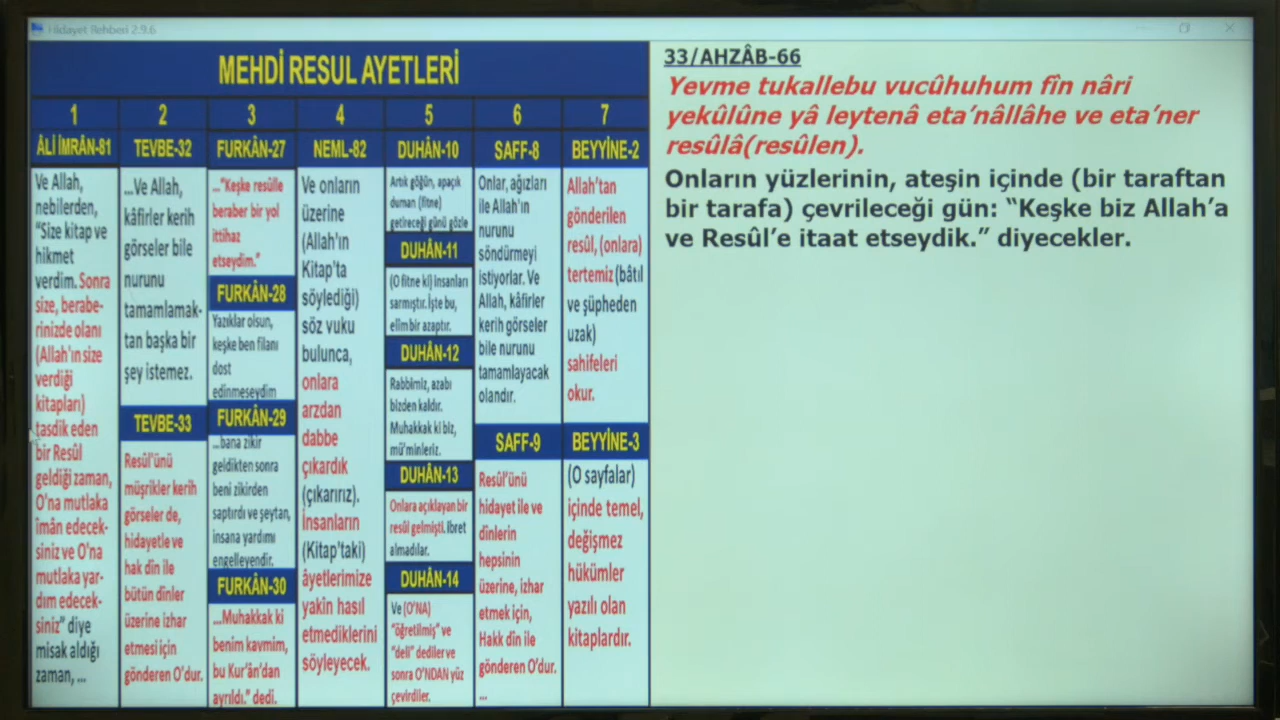 Hidayet Rehberi 2.9.6
MEHDİ RESUL AYETLERİ
1
2
3
4
5
6
7
ÂLİ İMRÂN-81
Ve Allah,
nebilerden,
“Size kitap ve
hikmet
verdim. Sonra
size, berabe-
rinizde olanı
(Allah'ın size
verdiği
kitapları)
tasdik eden
bir Resûl
geldiği zaman,
O'na mutlaka
îmân edecek-
siniz ve O'na
mutlaka yar-
dım edecek-
siniz” diye
misak aldığı
zaman, ...
TEVBE-32
...Ve Allah,
kâfirler kerih
görseler bile
nurunu
tamamlamak-
tan başka bir
şey istemez.
TEVBE-33
Resûl'ünü
müşrikler kerih
görseler de,
hidayetle ve
hak dîn ile
bütün dînler
üzerine izhar
etmesi için
gönderen O'dur.
FURKÂN-27
...“Keşke resûlle
beraber bir yol
ittihaz
etseydim.”
FURKÂN-28
Yazıklar olsun,
keşke ben filanı
dost
edinmeseydim
FURKÂN-29
...bana zikir
geldikten sonra
beni zikirden
saptırdı ve şeytan,
insana yardımı
engelleyendir.
FURKÂN-30
...Muhakkak ki
benim kavmim,
bu Kur'ân'dan
ayrıldı.” dedi.
NEML-82
Ve onların
üzerine
(Allah'ın
Kitap'ta
söylediği)
söz vuku
bulunca,
onlara
arzdan
dabbe
çıkardık
(çıkarırız).
İnsanların
(Kitap'taki)
âyetlerimize
yakîn hasıl
etmediklerini
söyleyecek.
DUHÂN-10
Artık göğün, apaçık
duman (fitne)
getireceği günü gözle
DUHÂN-11
(O fitne ki) insanları
sarmıştır. İşte bu,
elîm bir azaptır.
DUHÂN-12
Rabbimiz, azabı
bizden kaldır.
Muhakkak ki biz,
mü'minleriz.
DUHÂN-13
Onlara açıklayan bir
resûl gelmişti. İbret
almadılar.
DUHÂN-14
Ve (O'NA)
“öğretilmiş” ve
“deli” dediler ve
sonra O'NDAN yüz
çevirdiler.
SAFF-8
Onlar, ağızları
ile Allah'ın
nurunu
söndürmeyi
istiyorlar. Ve
Allah, kâfirler
kerih görseler
bile nurunu
tamamlayacak
olandır.
SAFF-9
Resûl'ünü
hidayet ile ve
dinlerin
hepsinin
üzerine, izhar
etmek için,
Hakk dîn ile
gönderen O'dur.
...
BEYYİNE-2
Allah'tan
gönderilen
resûl, (onlara)
tertemiz (bâtıl
ve şüpheden
uzak)
sahifeleri
okur.
BEYYİNE-3
(O sayfalar)
içinde temel,
değişmez
hükümler
yazılı olan
kitaplardır.
33/AHZÂB-66
Yevme tukallebu vucûhuhum fîn nâri
yekûlûne yâ leytenâ eta’nâllâhe ve eta’ner
resûlâ(resûlen).
Onların yüzlerinin, ateşin içinde (bir taraftan
bir tarafa) çevrileceği gün: “Keşke biz Allah’a
ve Resûl’e itaat etseydik.” diyecekler.